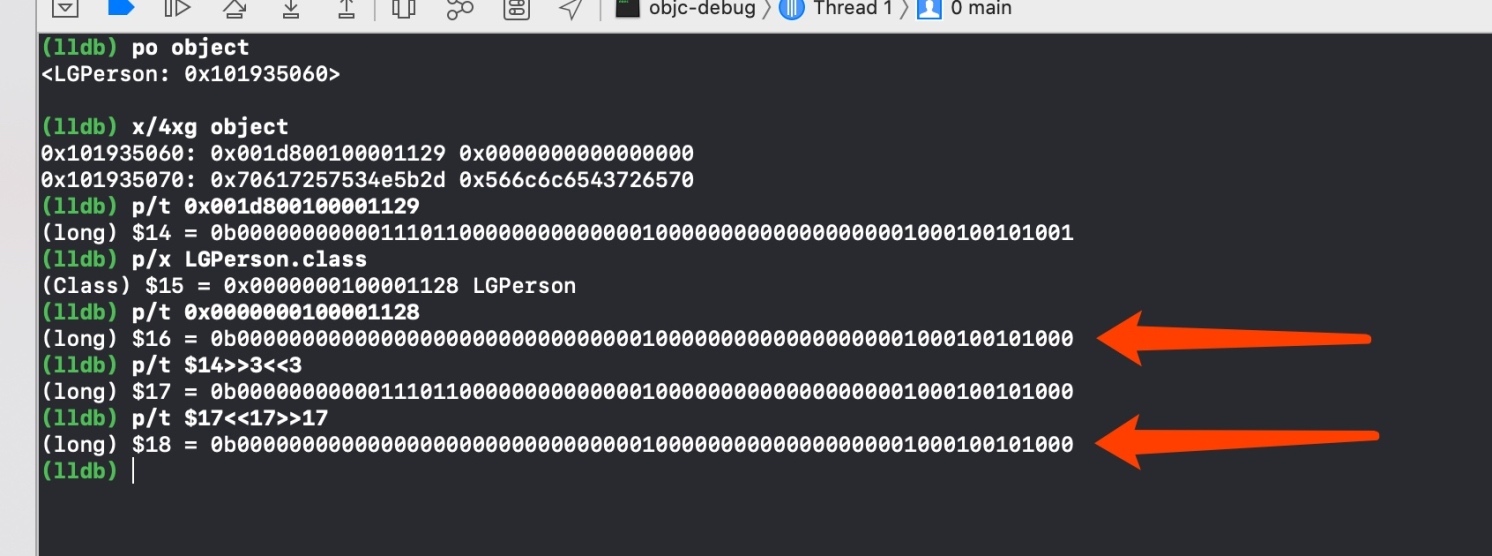 objc-debug 〉 Thread 1 〉 0 main
(lldb) po object
<LGPerson: 0x101935060>
(lldb) x/4xg object
0x101935060: 0x001d800100001129 0x0000000000000000
0x101935070: 0x70617257534e5b2d 0x566c6c6543726570
(lldb) p/t 0x001d800100001129
(long) $14 = 0b0000000000011101100000000000000100000000000000000001000100101001
(lldb) p/x LGPerson.class
(Class) $15 = 0x0000000100001128 LGPerson
(lldb) p/t 0x0000000100001128
(long) $16 = 0b0000000000000000000000000000000100000000000000000001000100101000
(lldb) p/t $14>>3<<3
(long) $17 = 0b0000000000011101100000000000000100000000000000000001000100101000
(lldb) p/t $17<<17>>17
(long) $18 = 0b0000000000000000000000000000000100000000000000000001000100101000
(lldb)